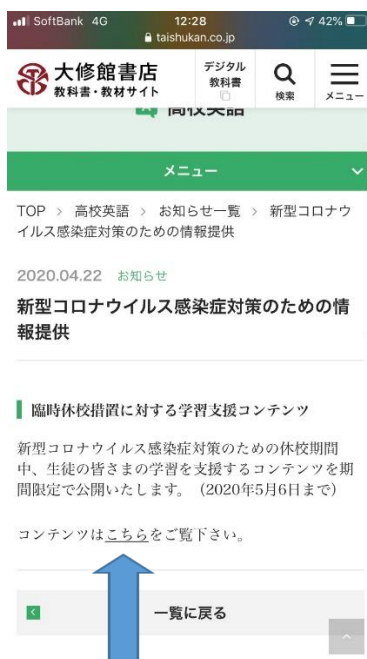 SoftBank 4G 12:28 42%
taishukan.co.jp
大修館書店
教科書・教材サイト
デジタル
教科書
検索
メニュー
高校英語
メニュー
TOP > 高校英語 > お知らせ一覧 > 新型コロナウ
イルス感染症対策のための情報提供
2020.04.22 お知らせ
新型コロナウイルス感染症対策のための情
報提供
臨時休校措置に対する学習支援コンテンツ
新型コロナウイルス感染症対策のための休校期間
中、生徒の皆さまの学習を支援するコンテンツを期
間限定で公開いたします。（2020年5月6日まで）
コンテンツはこちらをご覧下さい。
一覧に戻る